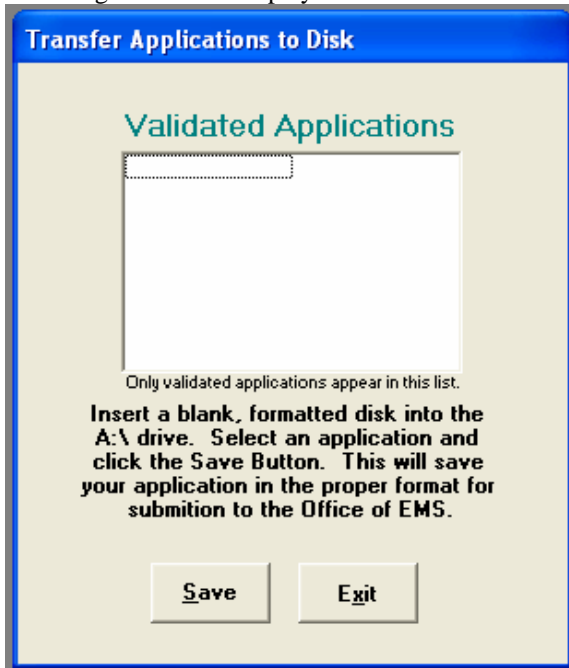 Transfer Applications to Disk
Validated Applications
Only validated applications appear in this list.
Insert a blank, formatted disk into the
A:\ drive. Select an application and
click the Save Button. This will save
your application in the proper format for
submition to the Office of EMS.
Save
Exit